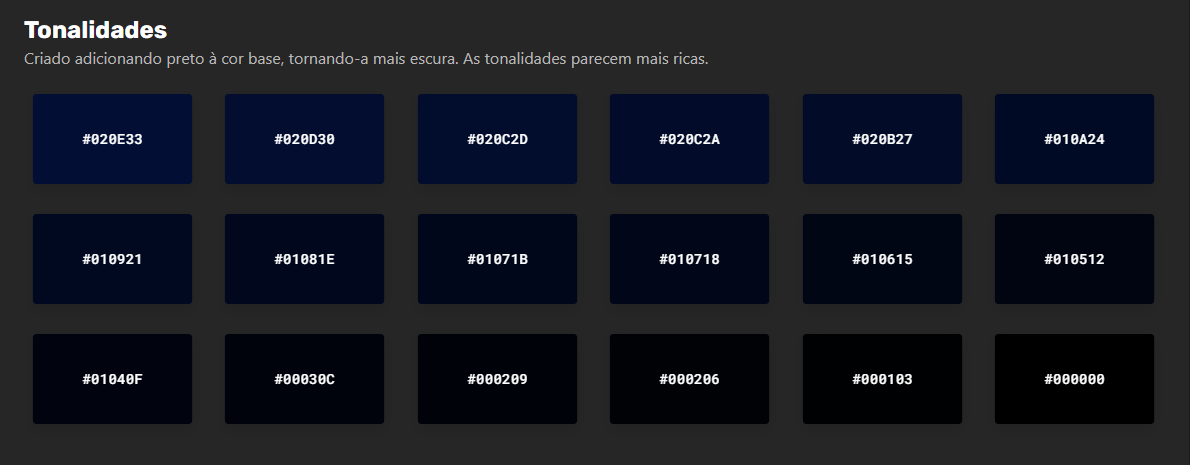 Tonalidades
Criado adicionando preto à cor base, tornando-a mais escura. As tonalidades parecem mais ricas.
#020E33 #020D30 #020C2D #020C2A #020B27 #010A24
#010921 #01081E #01071B #010718 #010615 #010512
#01040F #00030C #000209 #000206 #000103 #000000